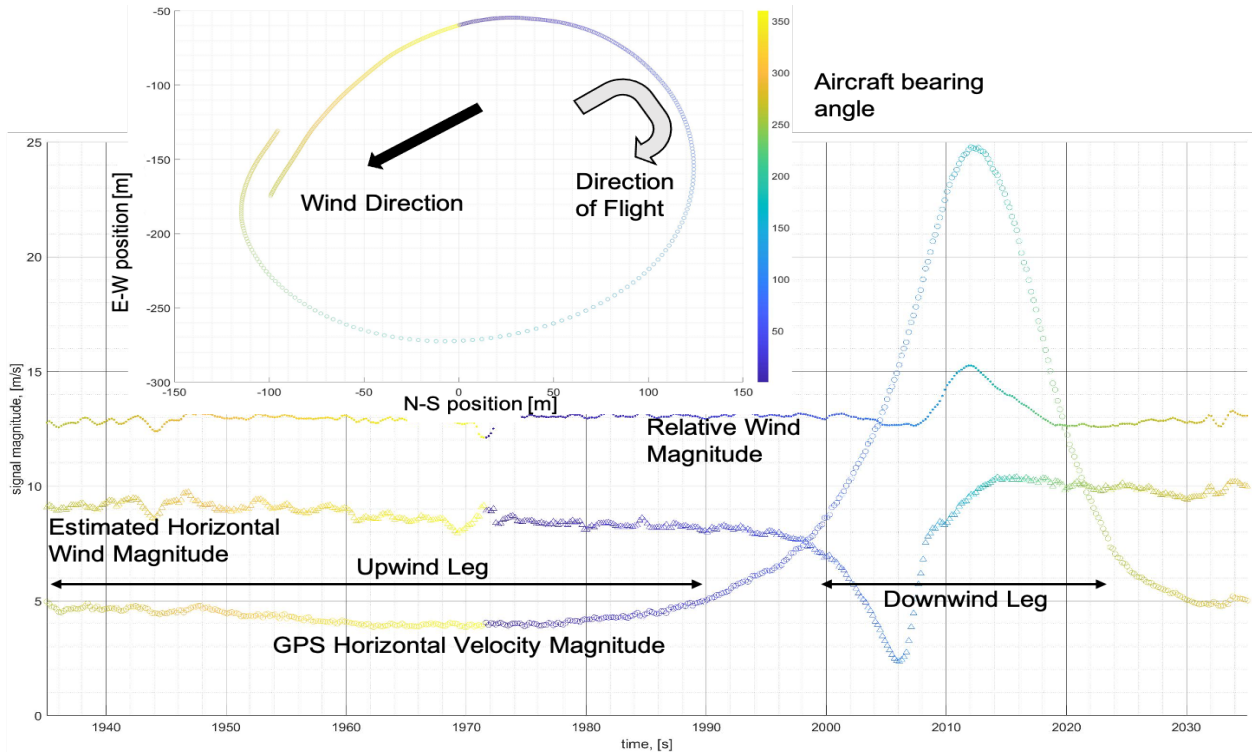 -50
-100
-150
-200
-250
-300
-150
-100
-50
0
50
100
150
E-W position [m]
N-S position [m]
Wind Direction
Direction
of Flight
350
300
250
200
150
100
50
Aircraft bearing
angle
25
20
15
10
5
0
signal magnitude, [m/s]
Relative Wind
Magnitude
Estimated Horizontal
Wind Magnitude
Upwind Leg
Downwind Leg
GPS Horizontal Velocity Magnitude
1940
1950
1960
1970
1980
1990
2000
2010
2020
2030
time, [s]